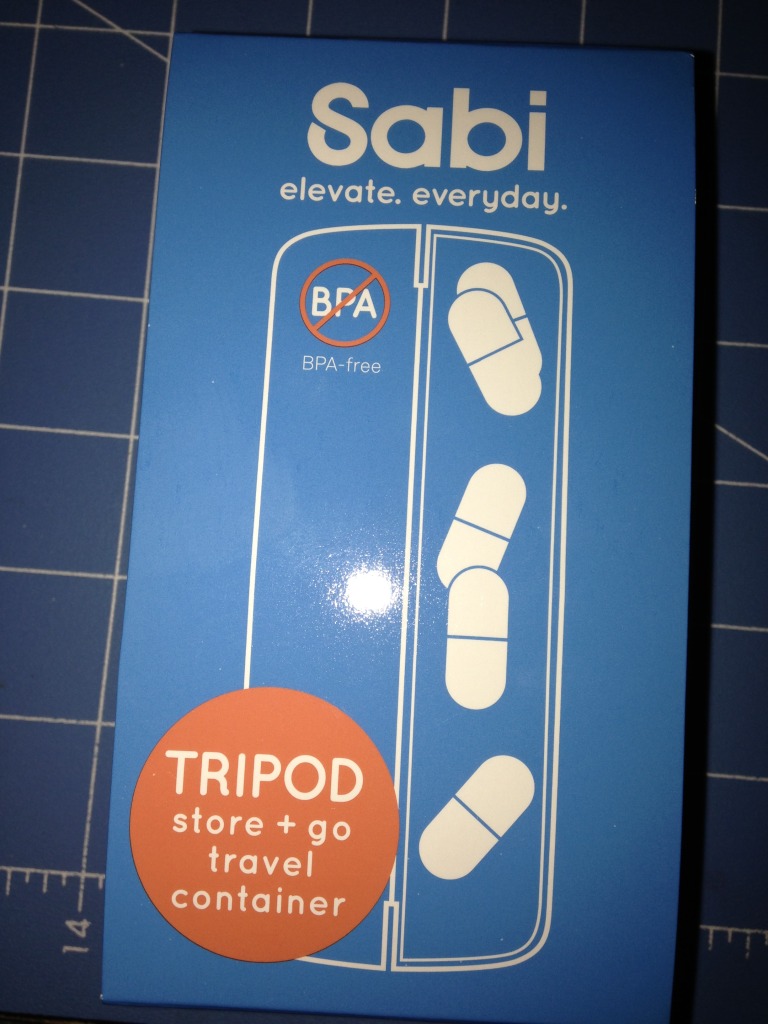 Sabi
elevate. everyday.
BPA
BPA-free
TRIPOD
store + go
travel
container
14